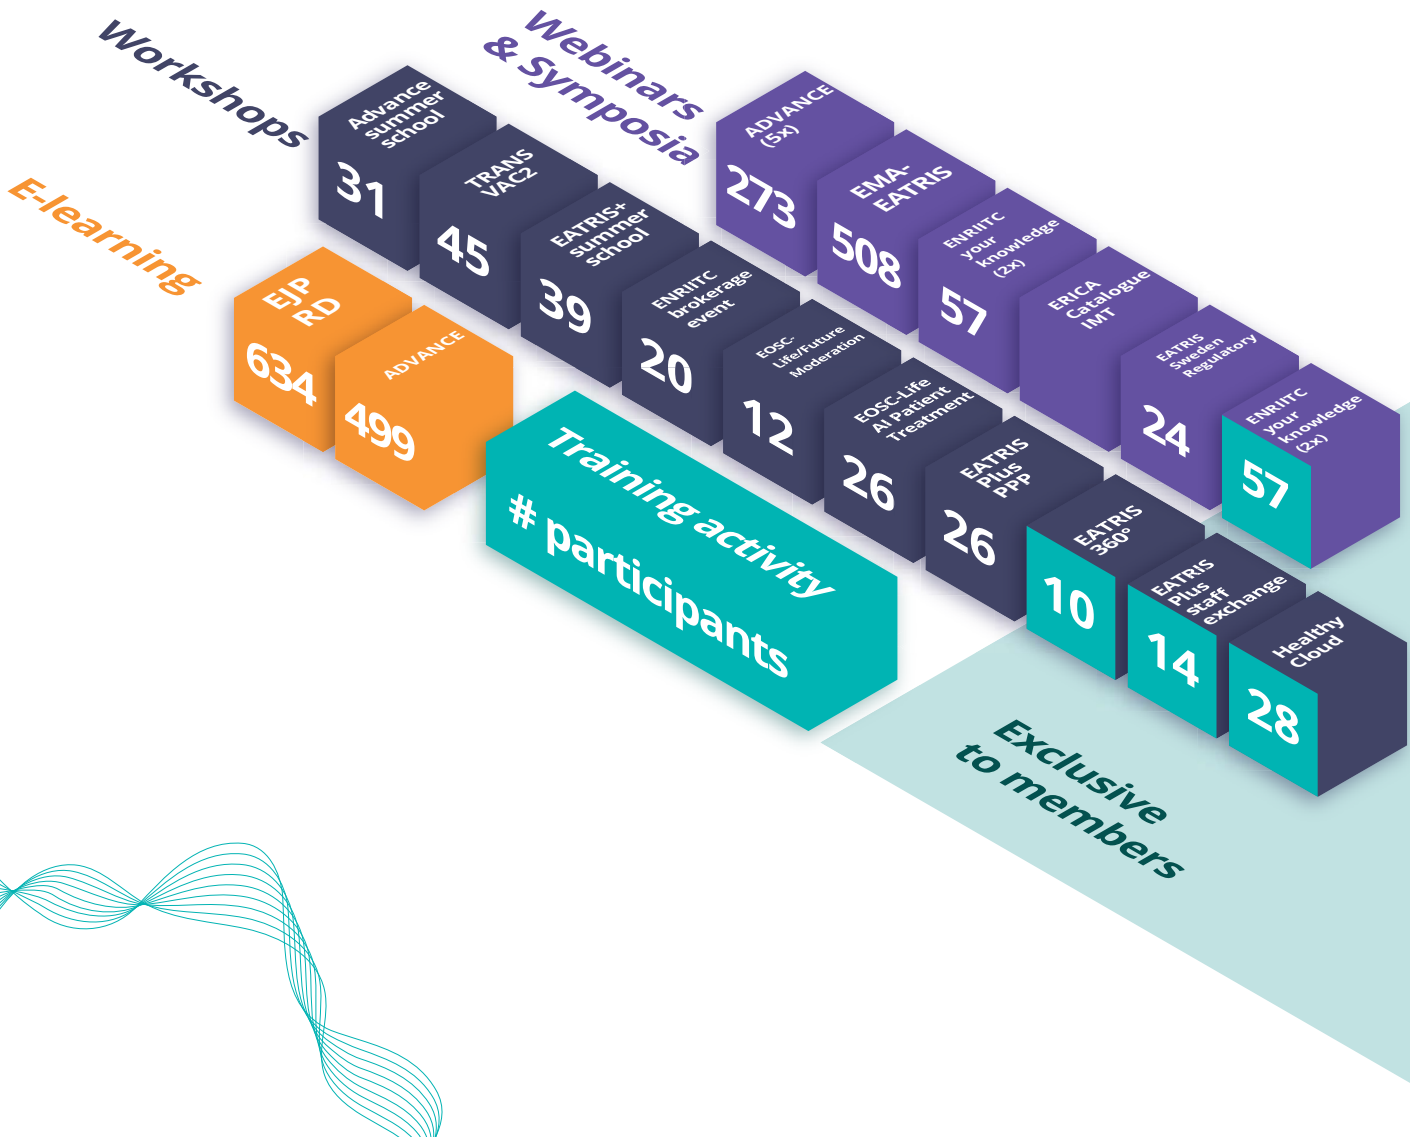 Workshops
Advance
summer
school
31
TRANS
VAC2
45
EATRIS+
summer
school
39
ENRIITC
brokerage
event
20
EOSC-
Life/Future
Moderation
12
EOSC-Life
AI Patient
Treatment
26
EATRIS
Plus
PPP
26
EATRIS
360°
10
EATRIS
Plus
staff
exchange
14
Healthy
Cloud
28
Webinars
& Symposia
ADVANCE
(5x)
273
EMA-
EATRIS
508
ENRIITC
your
knowledge
(2x)
57
ERICA
Catalogue
IMT
EATRIS
Sweden
Regulatory
24
ENRIITC
your
knowledge
(2x)
57
E-learning
EJP
RD
634
ADVANCE
499
Training activity
# participants
Exclusive
to members